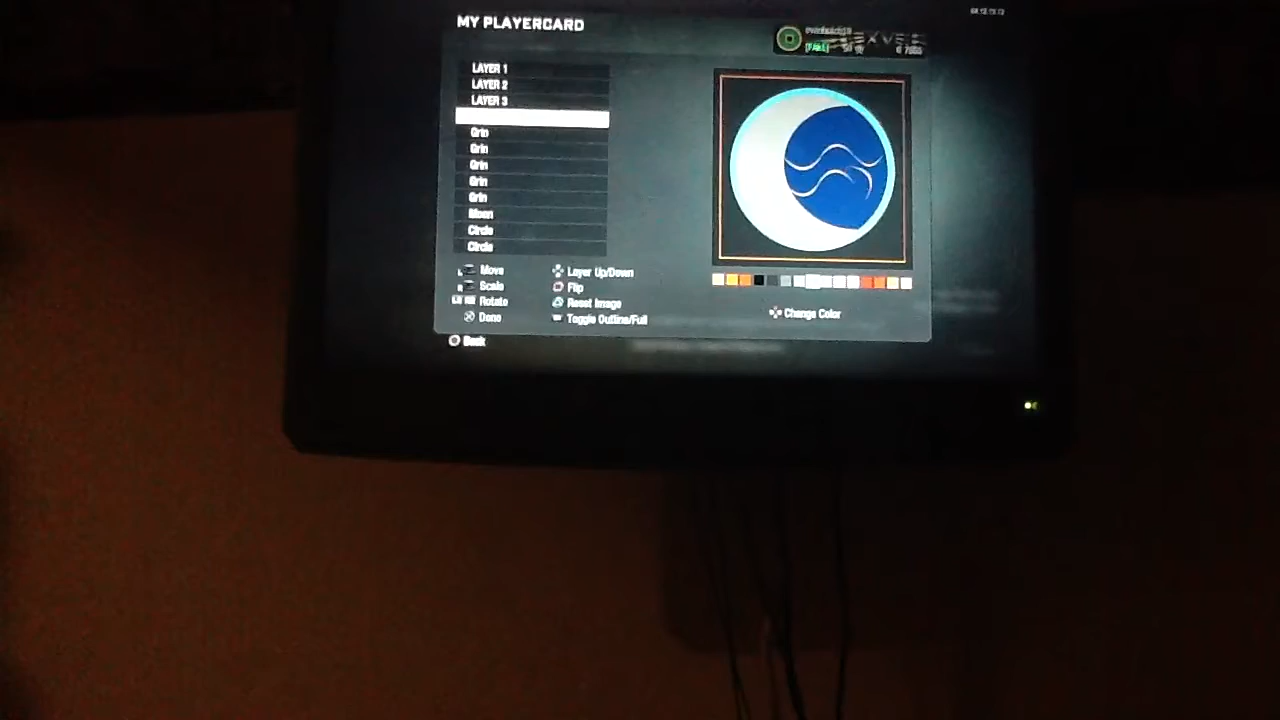 MY PLAYERCARD
LAYER 1
LAYER 2
LAYER 3
Grin
Grin
Grin
Grin
Grin
Moon
Circle
Circle
Move
Layer Up/Down
Scale
Flip
Rotate
Reset Image
Done
Toggle Outline/Full
Change Color
Back